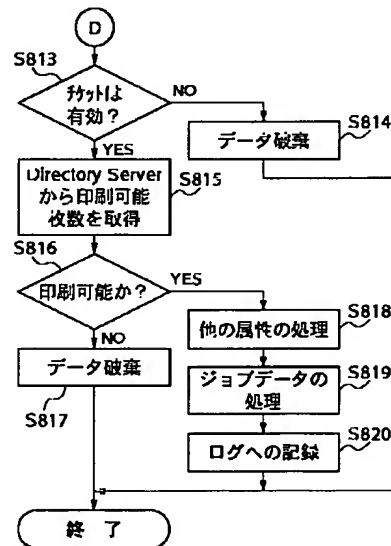 D
S813
チケットは
有効？
NO
S814
データ破棄
YES
Directory Server
から印刷可能
枚数を取得
S815
S816
印刷可能か？
YES
S818
他の属性の処理
NO
データ破棄
S817
S819
ジョブデータの
処理
S820
ログへの記録
終 了